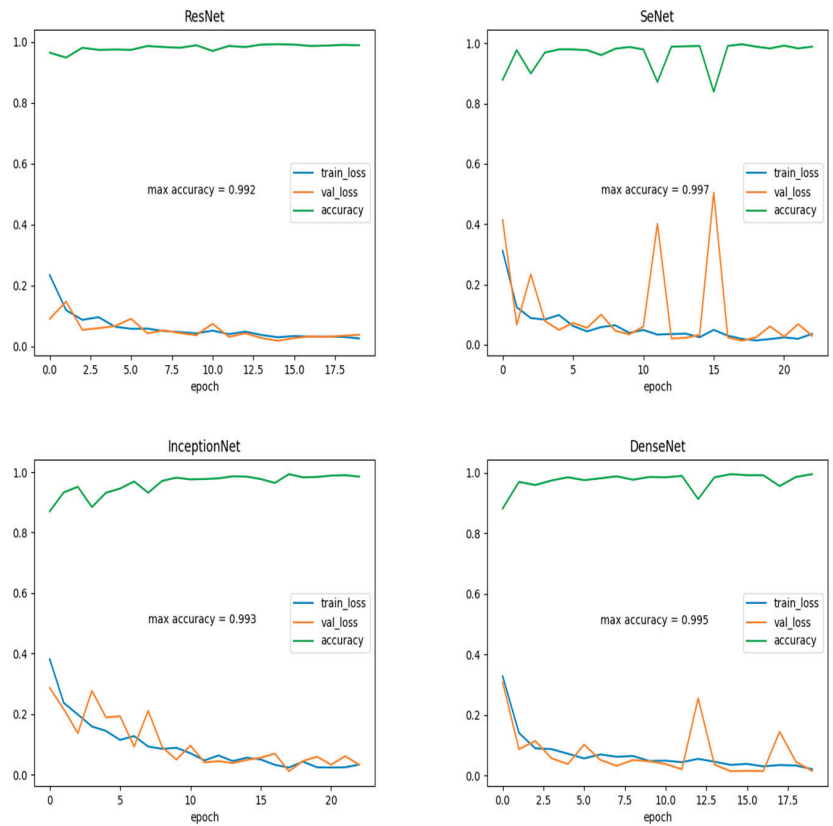 ResNet
1.0
0.8
0.6
0.4
0.2
0.0
max accuracy = 0.992
train_loss
val_loss
accuracy
0.0 2.5 5.0 7.5 10.0 12.5 15.0 17.5
epoch
SeNet
1.0
0.8
0.6
0.4
0.2
0.0
max accuracy = 0.997
train_loss
val_loss
accuracy
0 5 10 15 20
epoch
InceptionNet
1.0
0.8
0.6
0.4
0.2
0.0
max accuracy = 0.993
train_loss
val_loss
accuracy
0 5 10 15 20
epoch
DenseNet
1.0
0.8
0.6
0.4
0.2
0.0
max accuracy = 0.995
train_loss
val_loss
accuracy
0.0 2.5 5.0 7.5 10.0 12.5 15.0 17.5
epoch